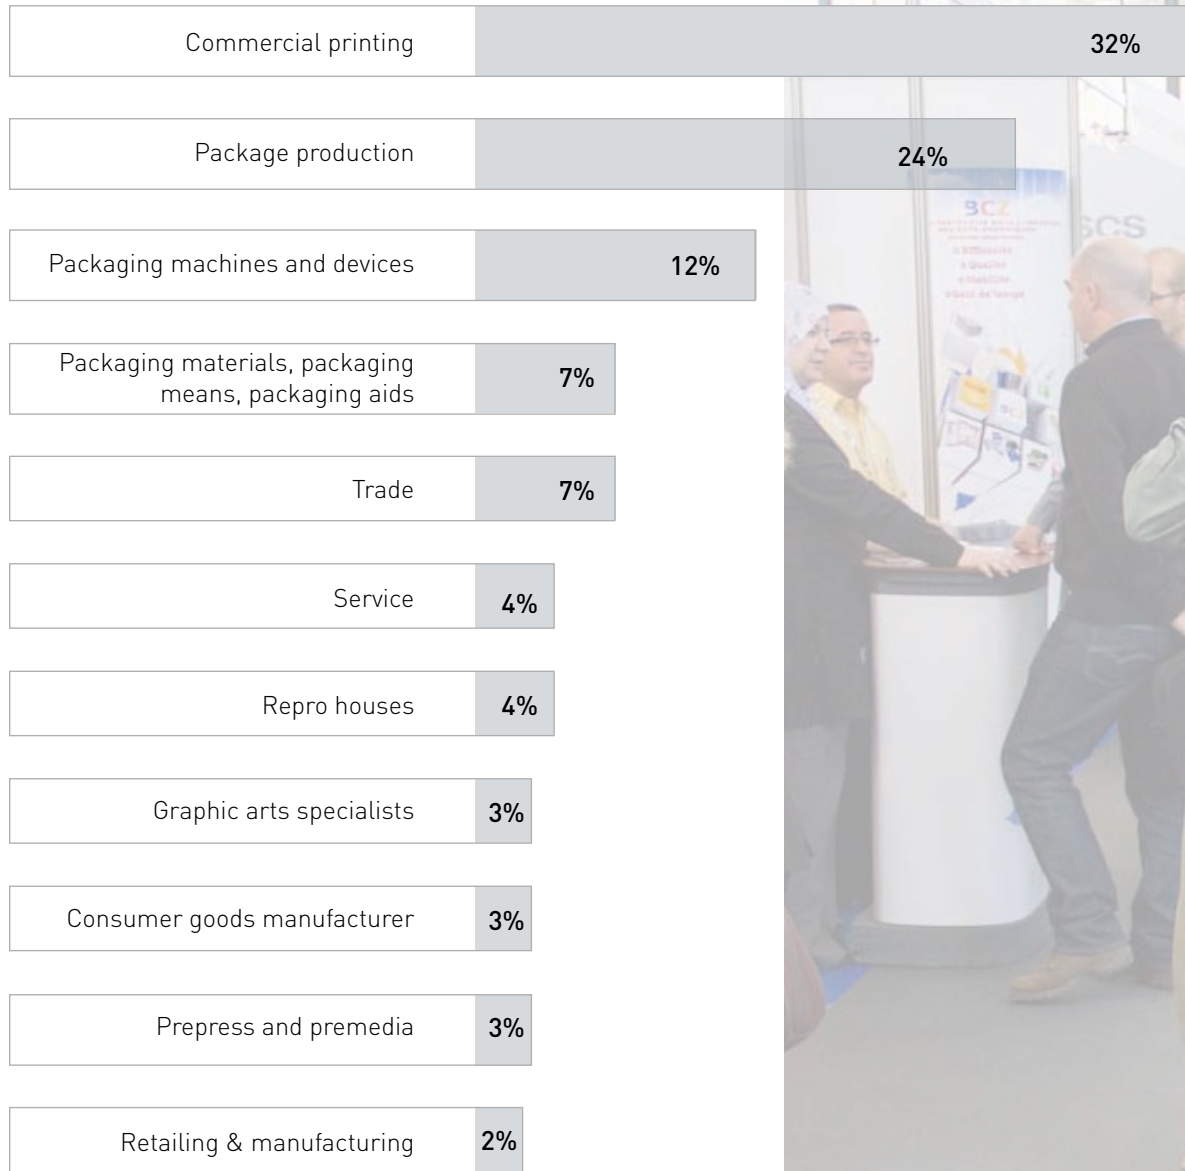 Commercial printing 32%
Package production 24%
Packaging machines and devices 12%
Packaging materials, packaging
means, packaging aids 7%
Trade 7%
Service 4%
Repro houses 4%
Graphic arts specialists 3%
Consumer goods manufacturer 3%
Prepress and premedia 3%
Retailing & manufacturing 2%
BCZ
SCS